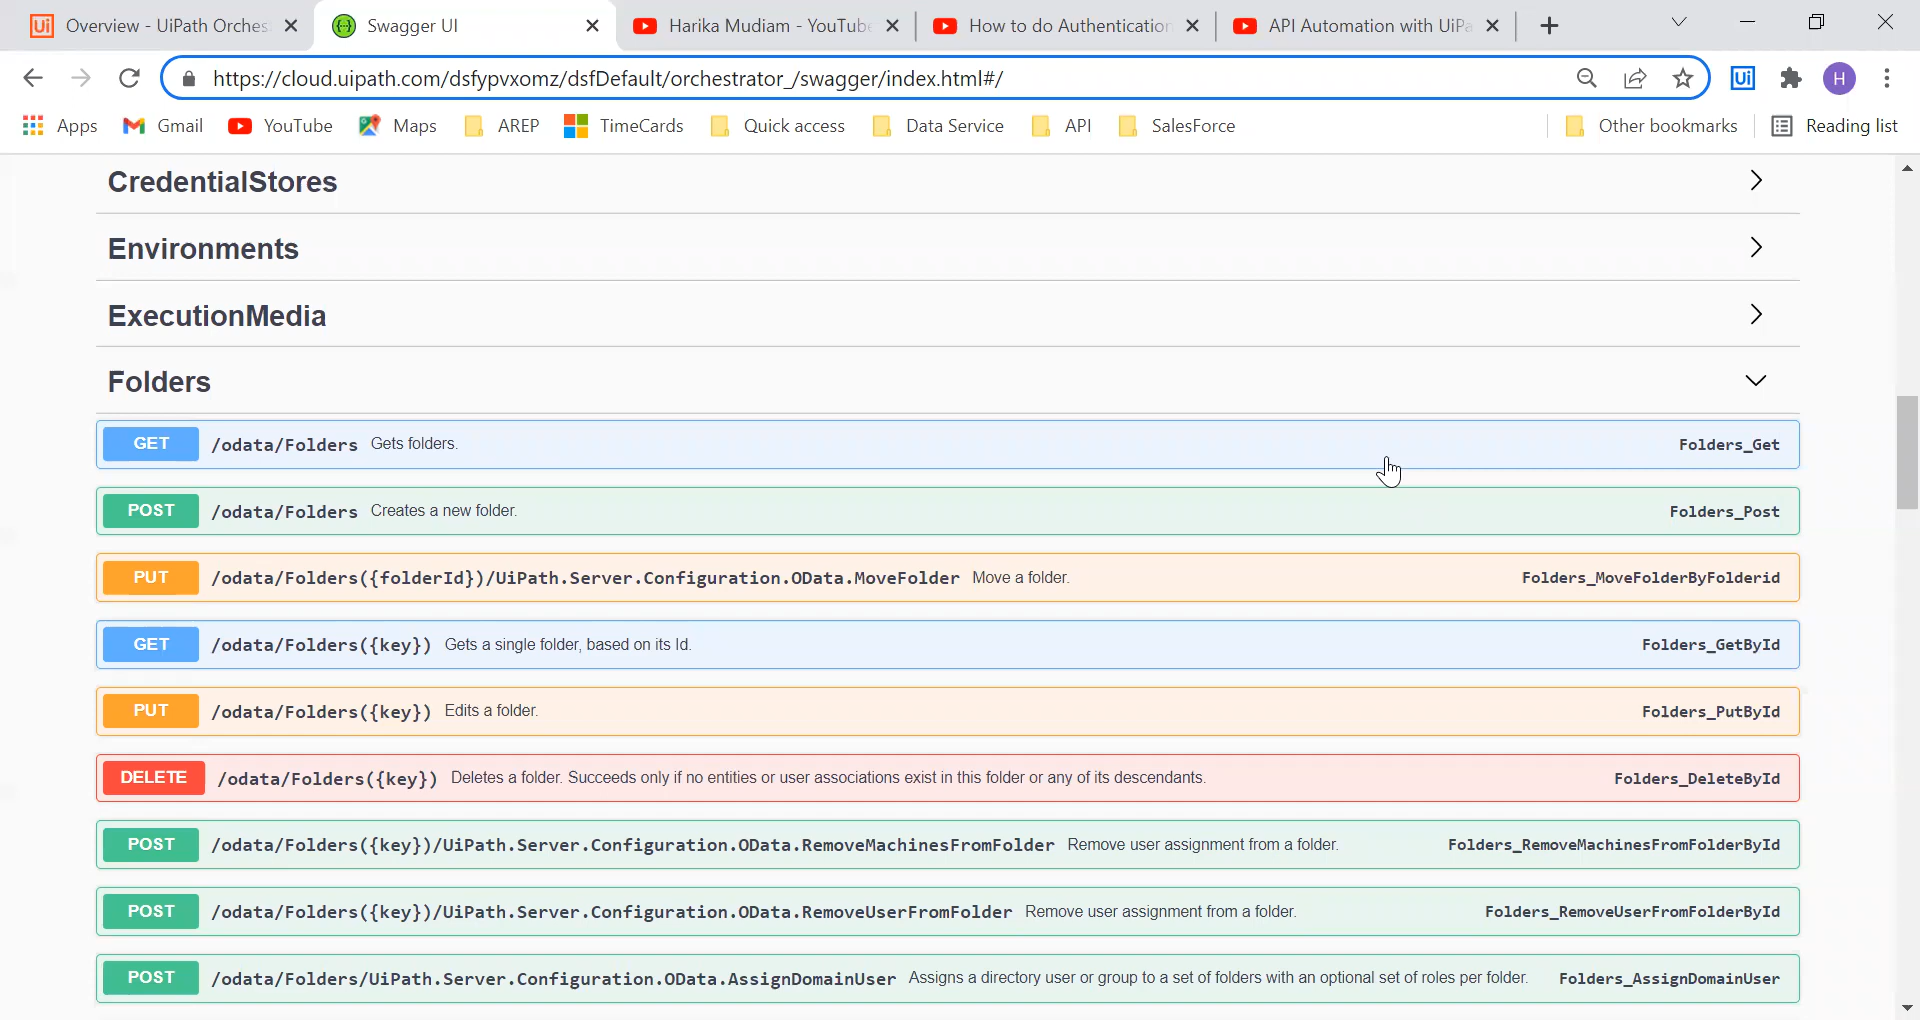 Overview - UiPath Orches
Swagger UI
Harika Mudiam - YouTube
How to do Authentication
API Automation with UiPa
https://cloud.uipath.com/dsfypvxomz/dsfDefault/orchestrator_/swagger/index.html#/
Ui
H
Apps
Gmail
YouTube
Maps
AREP
TimeCards
Quick access
Data Service
API
SalesForce
Other bookmarks
Reading list
CredentialStores
Environments
ExecutionMedia
Folders
GET /odata/Folders Gets folders. Folders_Get
POST /odata/Folders Creates a new folder. Folders_Post
PUT /odata/Folders({folderId})/UiPath.Server.Configuration.OData.MoveFolder Move a folder. Folders_MoveFolderByFolderid
GET /odata/Folders({key}) Gets a single folder, based on its Id. Folders_GetById
PUT /odata/Folders({key}) Edits a folder. Folders_PutById
DELETE /odata/Folders({key}) Deletes a folder. Succeeds only if no entities or user associations exist in this folder or any of its descendants. Folders_DeleteById
POST /odata/Folders({key})/UiPath.Server.Configuration.OData.RemoveMachinesFromFolder Remove user assignment from a folder. Folders_RemoveMachinesFromFolderById
POST /odata/Folders({key})/UiPath.Server.Configuration.OData.RemoveUserFromFolder Remove user assignment from a folder. Folders_RemoveUserFromFolderById
POST /odata/Folders/UiPath.Server.Configuration.OData.AssignDomainUser Assigns a directory user or group to a set of folders with an optional set of roles per folder. Folders_AssignDomainUser